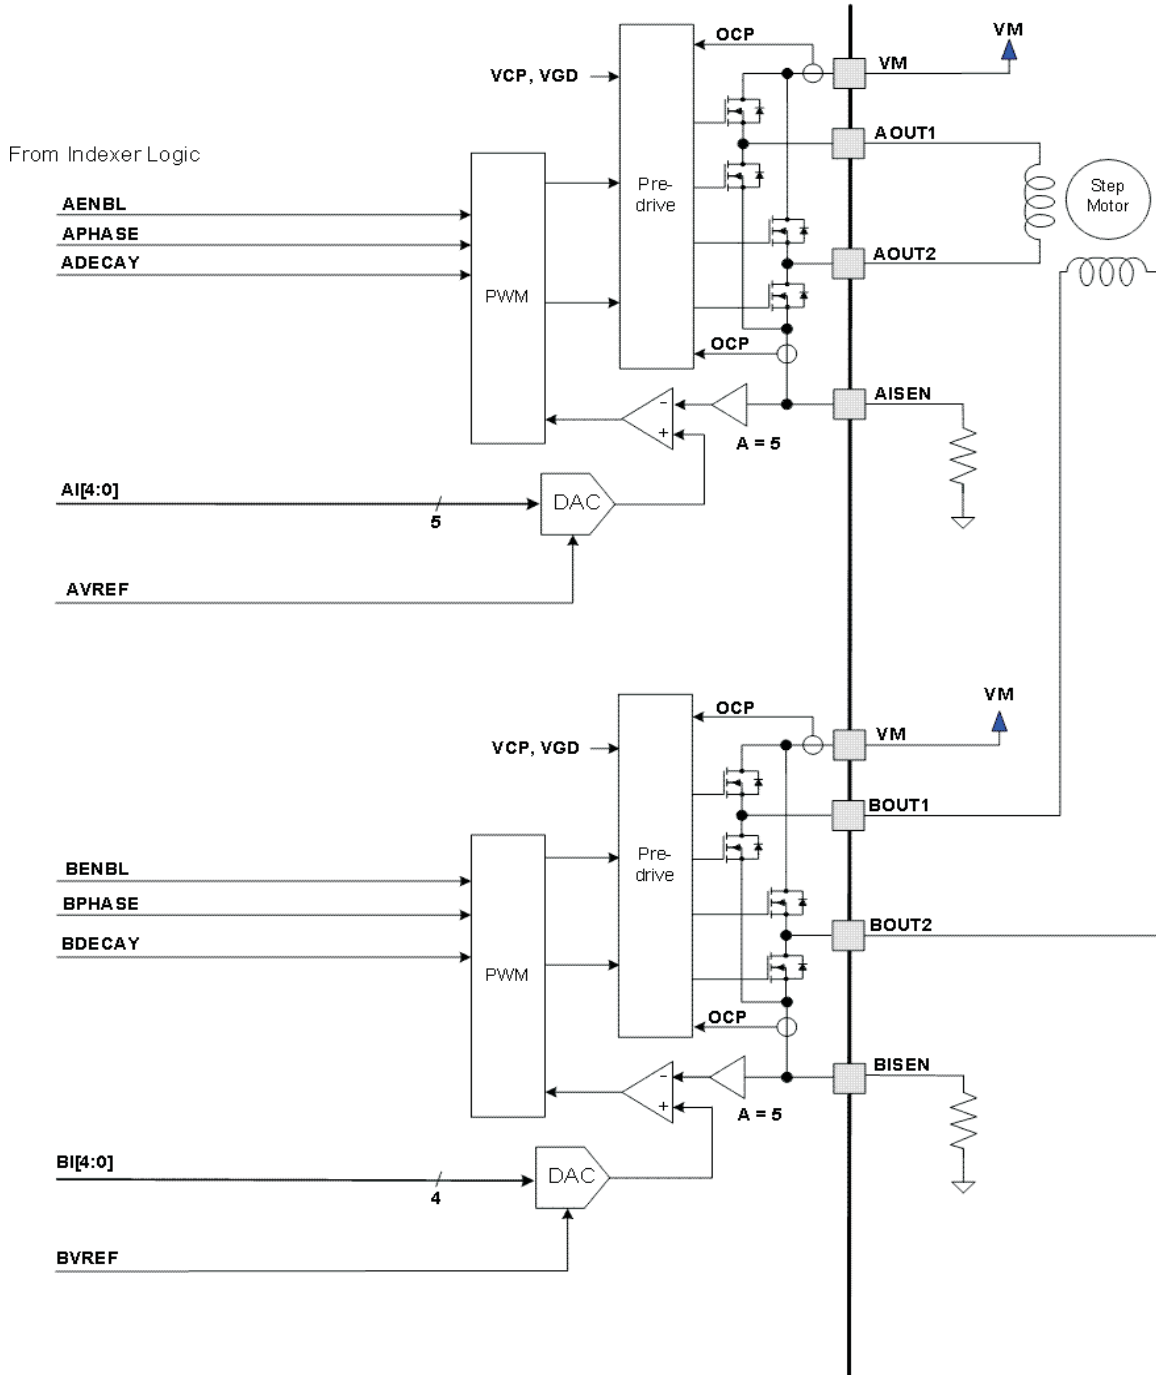 OCP
VM
VM
VCP, VGD
AOUT1
From Indexer Logic
Pre-
drive
Step
Motor
AENBL
APHASE
ADECAY
AOUT2
PWM
OCP
AISEN
-
+
A = 5
AI[4:0]
5
DAC
AVREF
OCP
VM
VM
VCP, VGD
BOUT1
Pre-
drive
BENBL
BPHASE
BDECAY
BOUT2
PWM
OCP
BISEN
-
+
A = 5
BI[4:0]
4
DAC
BVREF